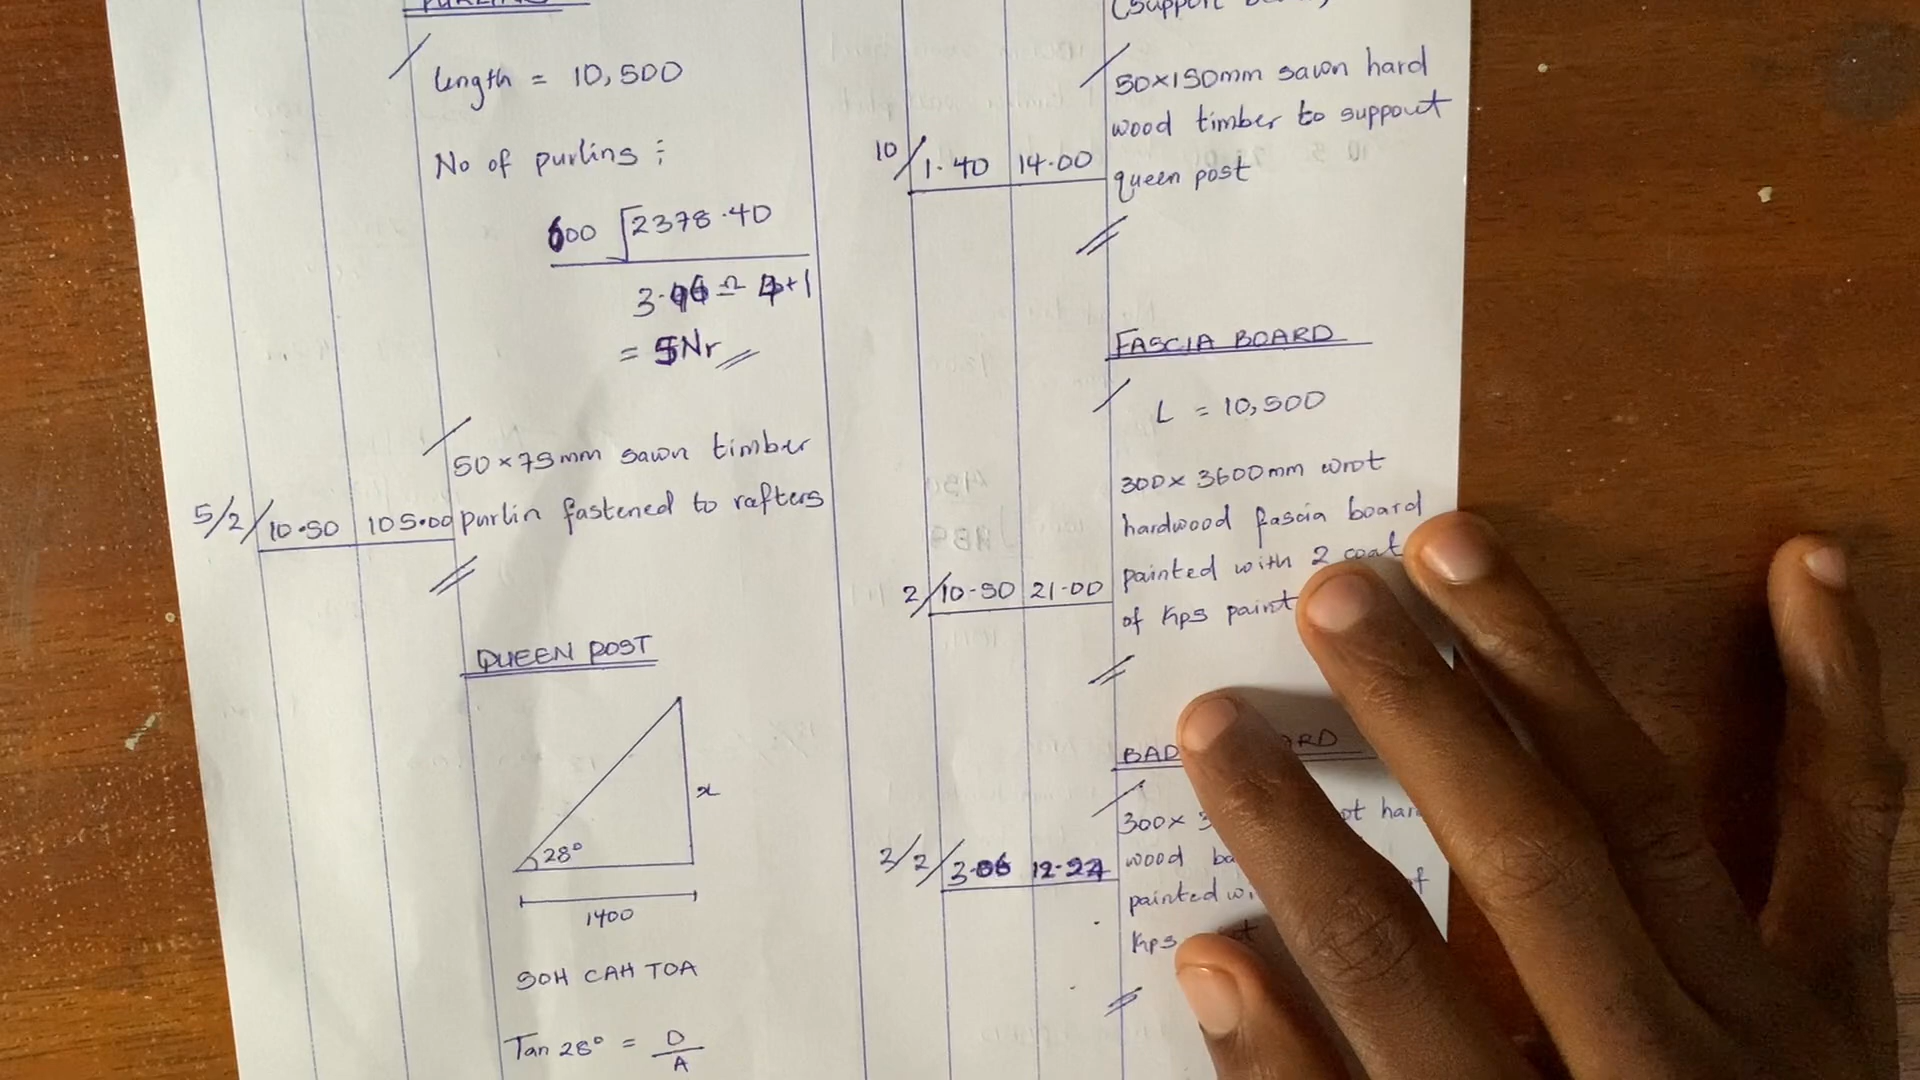 PURLINS
length = 10,500
No of purlins :
600 √2378.40
3.96 ≏ 4+1
= 5Nr
50×75mm sawn timber
5/2/ 10.50 105.00 purlin fastened to rafters
QUEEN POST
x
28°
1400
SOH CAH TOA
Tan 28° = O
A
(Support
50×150mm sawn hard
wood timber to support
10/ 1.40 14.00
queen post
FASCIA BOARD
L = 10,500
300× 3600mm wrot
hardwood fascia board
painted with 2 coat
2/ 10.50 21.00
of Kps paint
300×
wood
2/2/ 3.06
painted
Kps